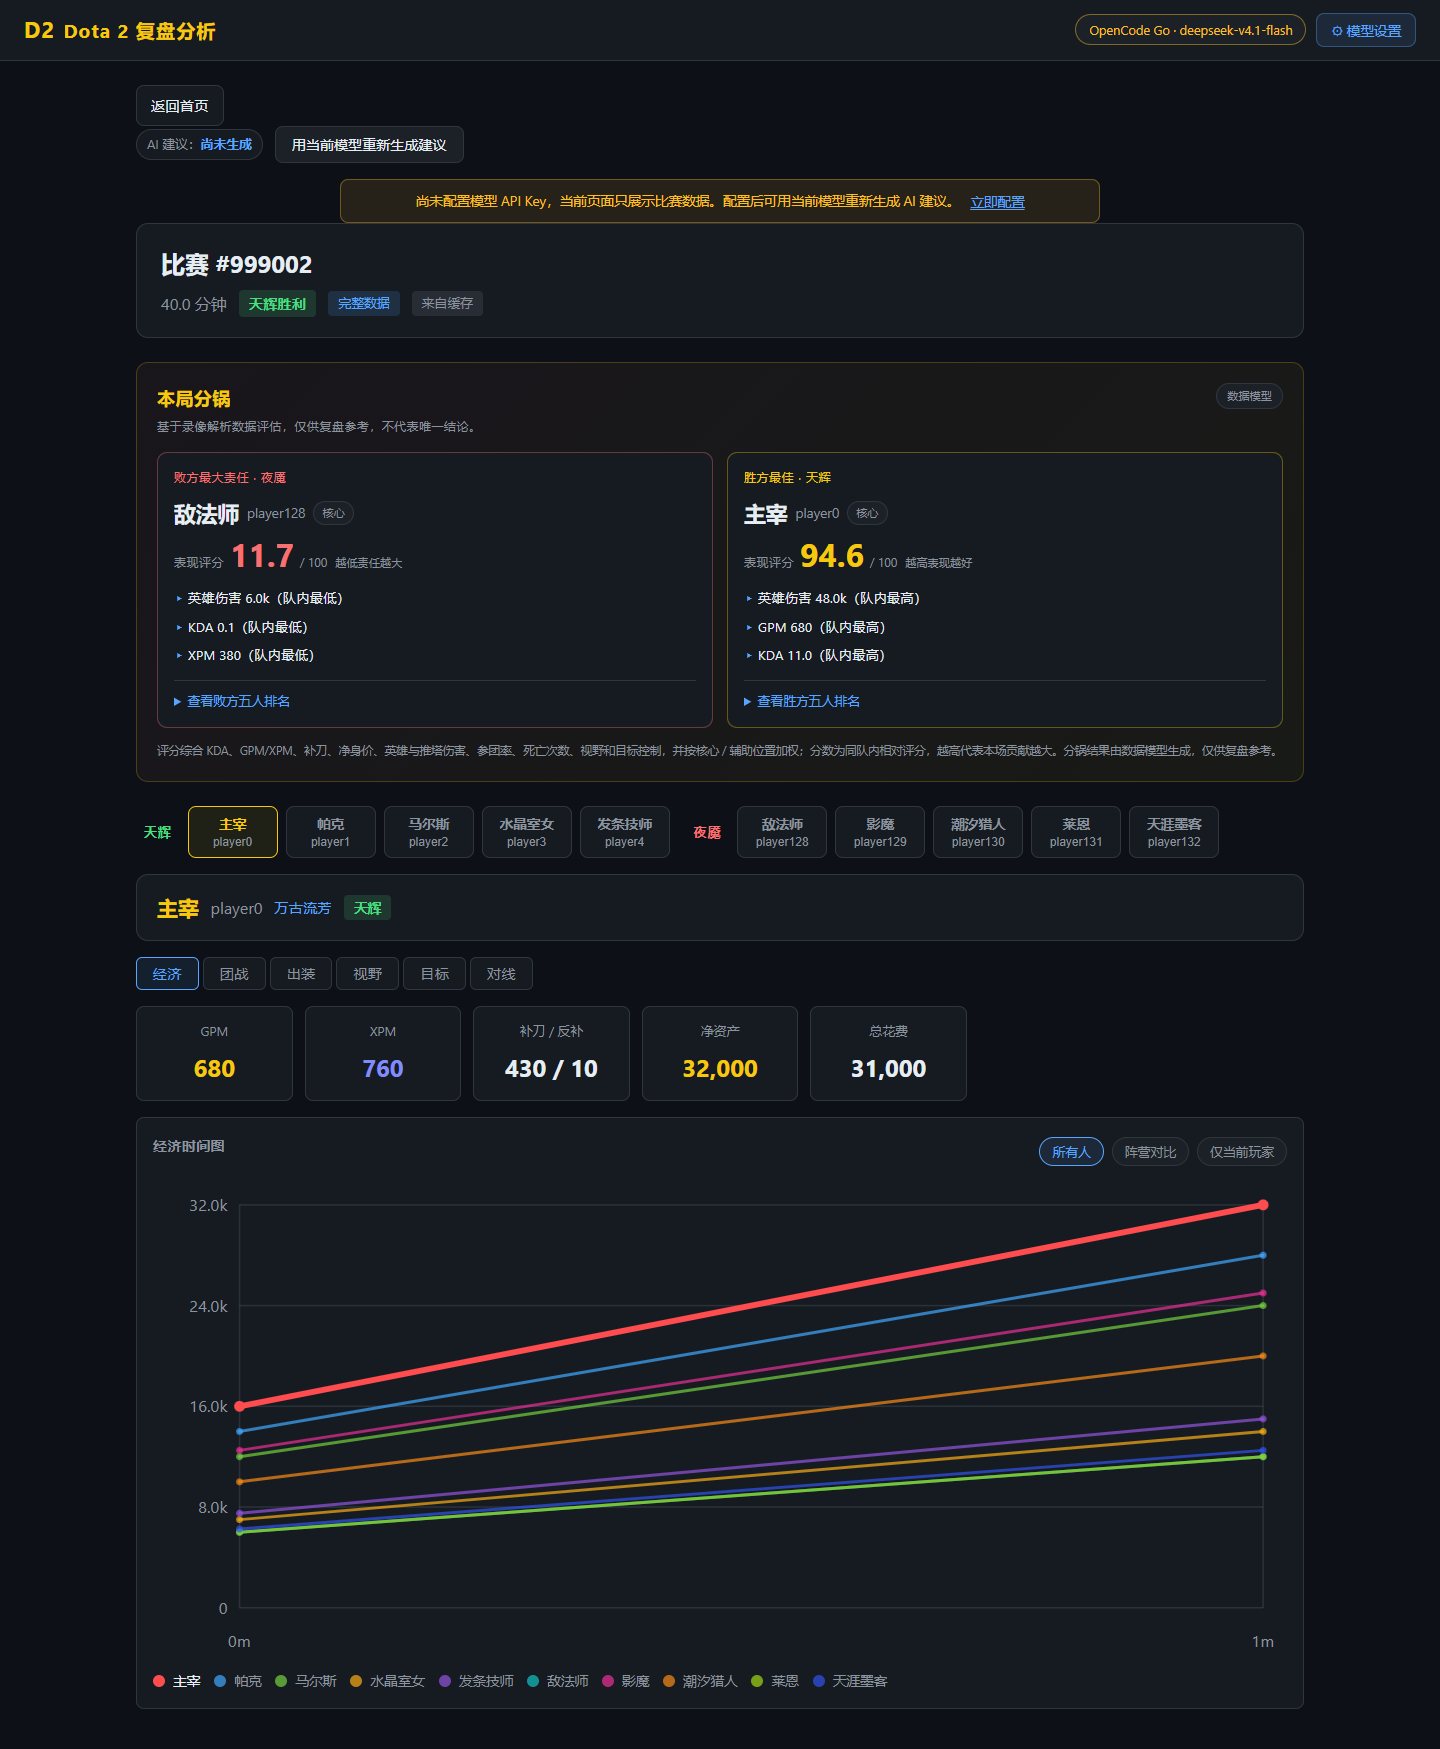 D2 Dota 2 复盘分析
OpenCode Go · deepseek-v4.1-flash
⚙ 模型设置
返回首页
AI 建议：尚未生成
用当前模型重新生成建议
尚未配置模型 API Key，当前页面只展示比赛数据。配置后可用当前模型重新生成 AI 建议。 立即配置
比赛 #999002
40.0 分钟 天辉胜利 完整数据 来自缓存
本局分锅
数据模型
基于录像解析数据评估，仅供复盘参考，不代表唯一结论。
败方最大责任 · 夜魇
敌法师 player128 核心
表现评分 11.7 / 100 越低责任越大
▸ 英雄伤害 6.0k（队内最低）
▸ KDA 0.1（队内最低）
▸ XPM 380（队内最低）
▶ 查看败方五人排名
胜方最佳 · 天辉
主宰 player0 核心
表现评分 94.6 / 100 越高表现越好
▸ 英雄伤害 48.0k（队内最高）
▸ GPM 680（队内最高）
▸ KDA 11.0（队内最高）
▶ 查看胜方五人排名
评分综合 KDA、GPM/XPM、补刀、净身价、英雄与推塔伤害、参团率、死亡次数、视野和目标控制，并按核心 / 辅助位置加权；分数为同队内相对评分，越高代表本场贡献越大。分锅结果由数据模型生成，仅供复盘参考。
天辉
主宰
player0
帕克
player1
马尔斯
player2
水晶室女
player3
发条技师
player4
夜魇
敌法师
player128
影魔
player129
潮汐猎人
player130
莱恩
player131
天涯墨客
player132
主宰 player0 万古流芳 天辉
经济 团战 出装 视野 目标 对线
GPM
680
XPM
760
补刀 / 反补
430 / 10
净资产
32,000
总花费
31,000
经济时间图
所有人 阵营对比 仅当前玩家
32.0k
24.0k
16.0k
8.0k
0
0m 1m
主宰 帕克 马尔斯 水晶室女 发条技师 敌法师 影魔 潮汐猎人 莱恩 天涯墨客